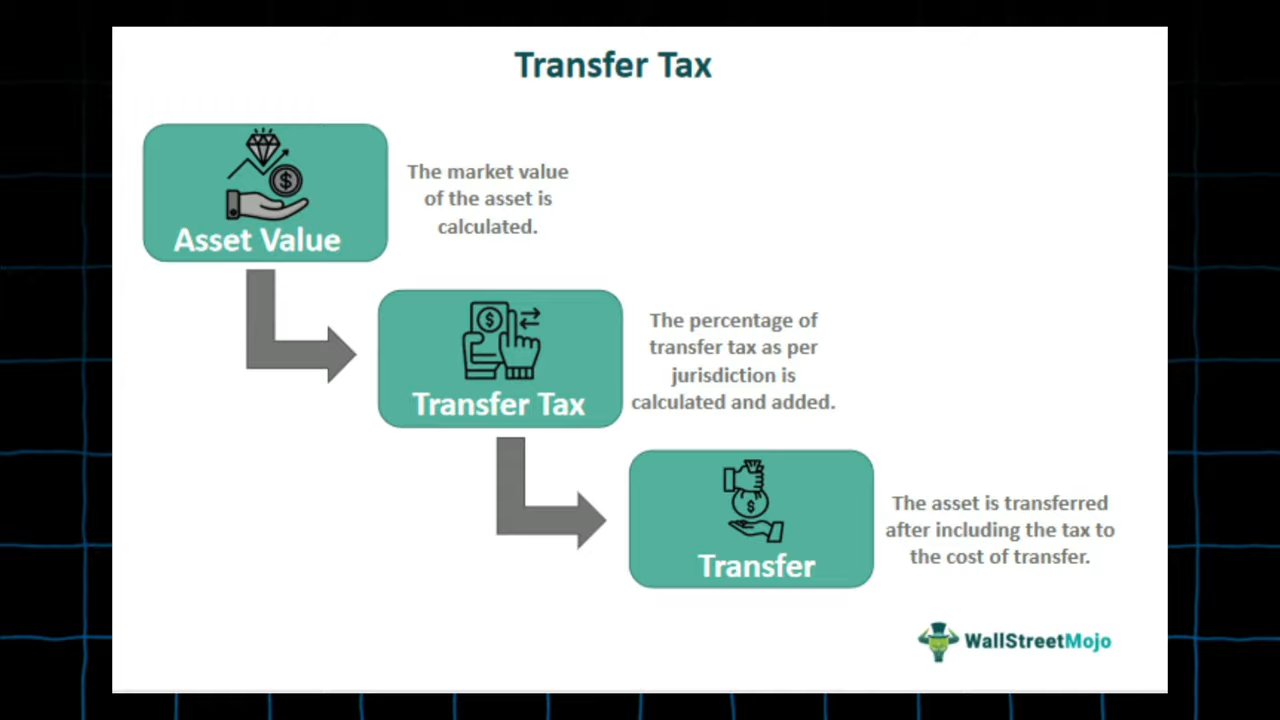 Transfer Tax
Asset Value
The market value
of the asset is
calculated.
Transfer Tax
The percentage of
transfer tax as per
jurisdiction is
calculated and added.
Transfer
The asset is transferred
after including the tax to
the cost of transfer.
WallStreetMojo